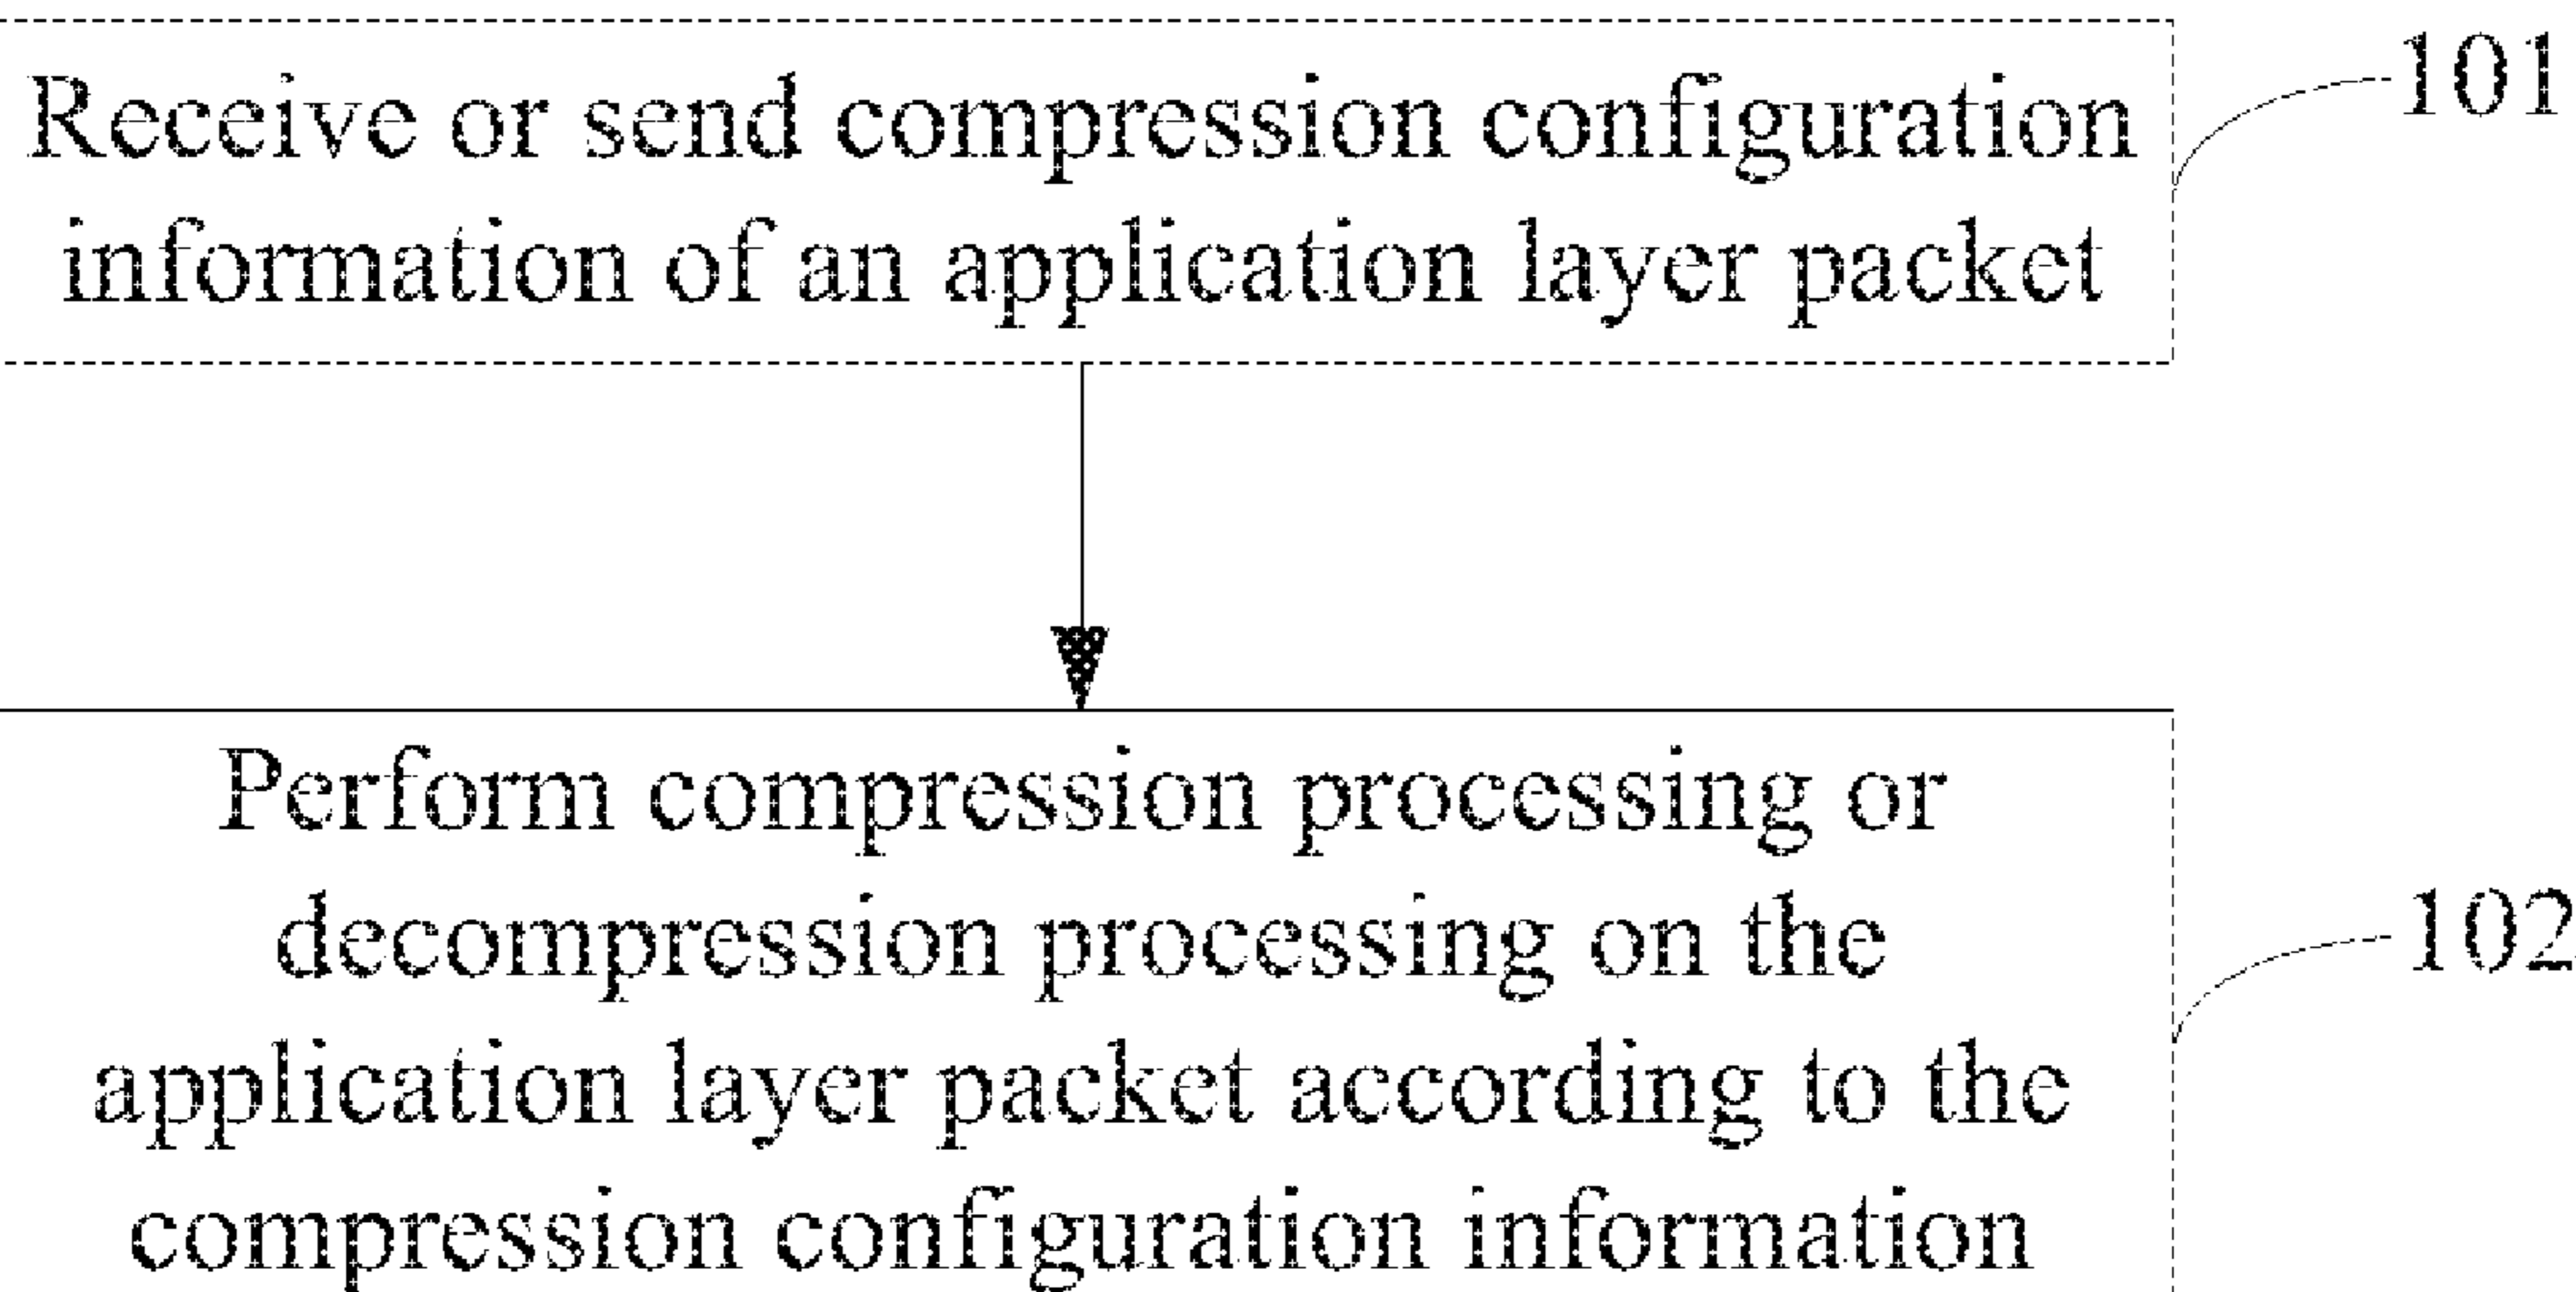 Receive or send compression configuration
information of an application layer packet
101
Perform compression processing or
decompression processing on the
application layer packet according to the
compression configuration information
102